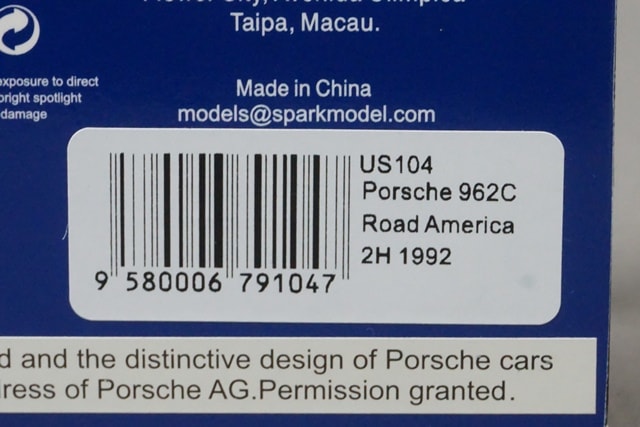 Taipa, Macau.
exposure to direct
bright spotlight
damage
Made in China
models@sparkmodel.com
US104
Porsche 962C
Road America
2H 1992
9 580006 791047
d and the distinctive design of Porsche cars
dress of Porsche AG.Permission granted.